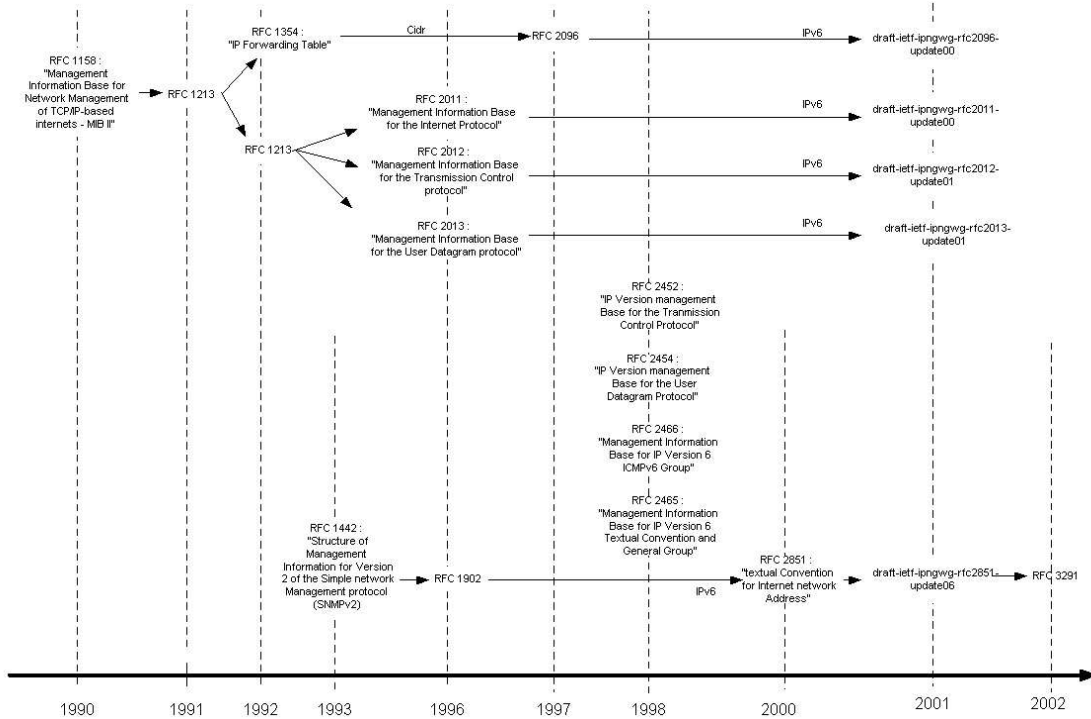 RFC 1354 :
"IP Forwarding Table"
Cidr
RFC 2096
IPv6
draft-ietf-ipngwg-rfc2096-
update00
RFC 1158 :
"Management
Information Base for
Network Management
of TCP/IP-based
internets - MIB II"
RFC 1213
RFC 2011 :
"Management Information Base
for the Internet Protocol"
IPv6
draft-ietf-ipngwg-rfc2011-
update00
RFC 1213
RFC 2012 :
"Management Information Base
for the Transmission Control
protocol"
IPv6
draft-ietf-ipngwg-rfc2012-
update01
RFC 2013 :
"Management Information Base
for the User Datagram protocol"
IPv6
draft-ietf-ipngwg-rfc2013-
update01
RFC 2452 :
"IP Version management
Base for the Tranmission
Control Protocol"
RFC 2454 :
"IP Version management
Base for the User
Datagram Protocol"
RFC 2466 :
"Management Information
Base for IP Version 6
ICMPv6 Group"
RFC 2465 :
"Management Information
Base for IP Version 6
Textual Convention and
General Group"
RFC 1442 :
"Structure of
Management
Information for Version
2 of the Simple network
Management protocol
(SNMPv2)
RFC 1902
IPv6
RFC 2851 :
"textual Convention
for Internet network
Address"
draft-ietf-ipngwg-rfc2851-
update06
RFC 3291
1990
1991
1992
1993
1996
1997
1998
2000
2001
2002